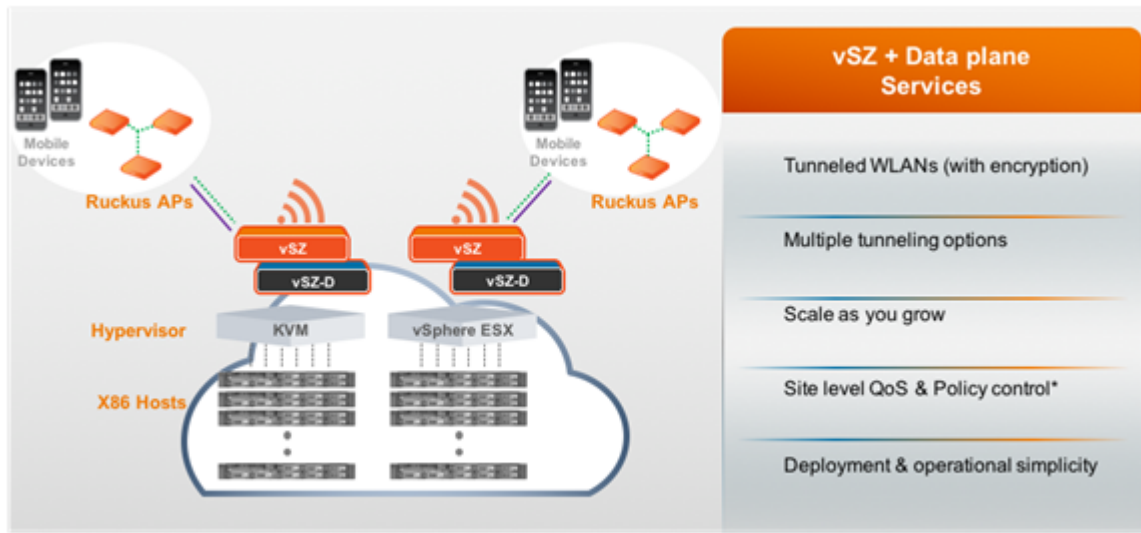 Mobile
Devices
Ruckus APs
Mobile
Devices
Ruckus APs
vSZ
vSZ-D
vSZ
vSZ-D
Hypervisor
KVM
vSphere ESX
X86 Hosts
vSZ + Data plane
Services
Tunneled WLANs (with encryption)
Multiple tunneling options
Scale as you grow
Site level QoS & Policy control*
Deployment & operational simplicity